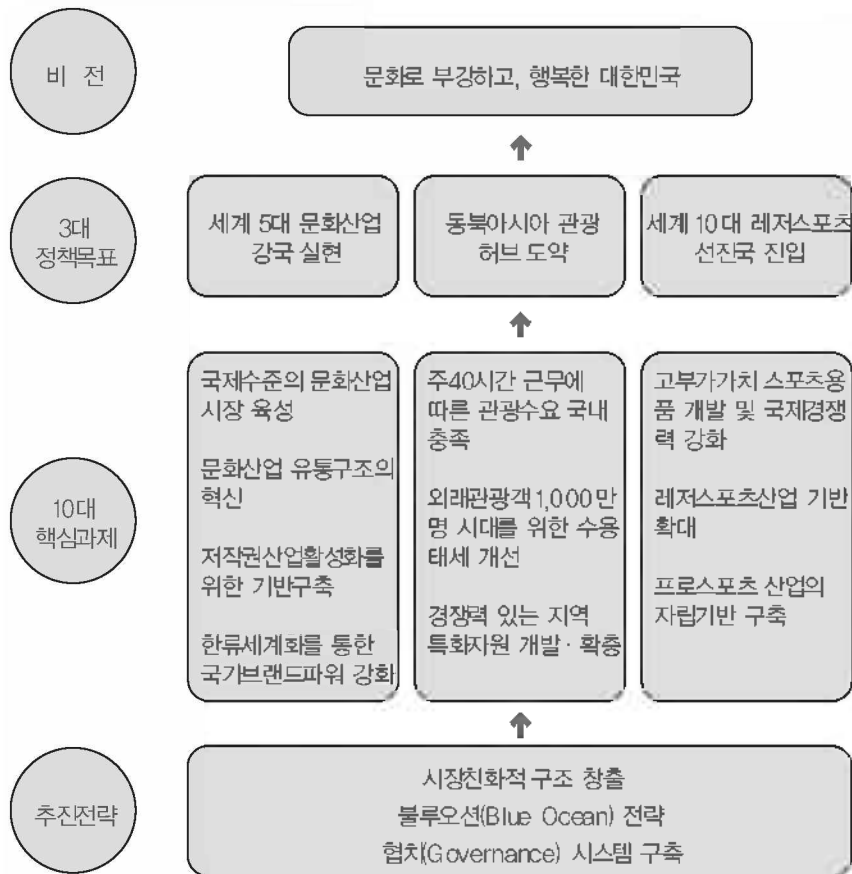 비 전
문화로 부강하고, 행복한 대한민국
3대
정책목표
세계 5대 문화산업
강국 실현
동북아시아 관광
허브 도약
세계 10대 레저스포츠
선진국 진입
10대
핵심과제
국제수준의 문화산업
시장 육성
문화산업 유통구조의
혁신
저작권산업활성화를
위한 기반구축
한류세계화를 통한
국가브랜드파워 강화
주40시간 근무에
따른 관광수요 국내
충족
외래관광객 1,000만
명 시대를 위한 수용
태세 개선
경쟁력 있는 지역
특화자원 개발 · 확충
고부가가치 스포츠용
품 개발 및 국제경쟁
력 강화
레저스포츠산업 기반
확대
프로스포츠 산업의
자립기반 구축
추진전략
시장친화적 구조 창출
불루오션(Blue Ocean) 전략
협치(Governance) 시스템 구축